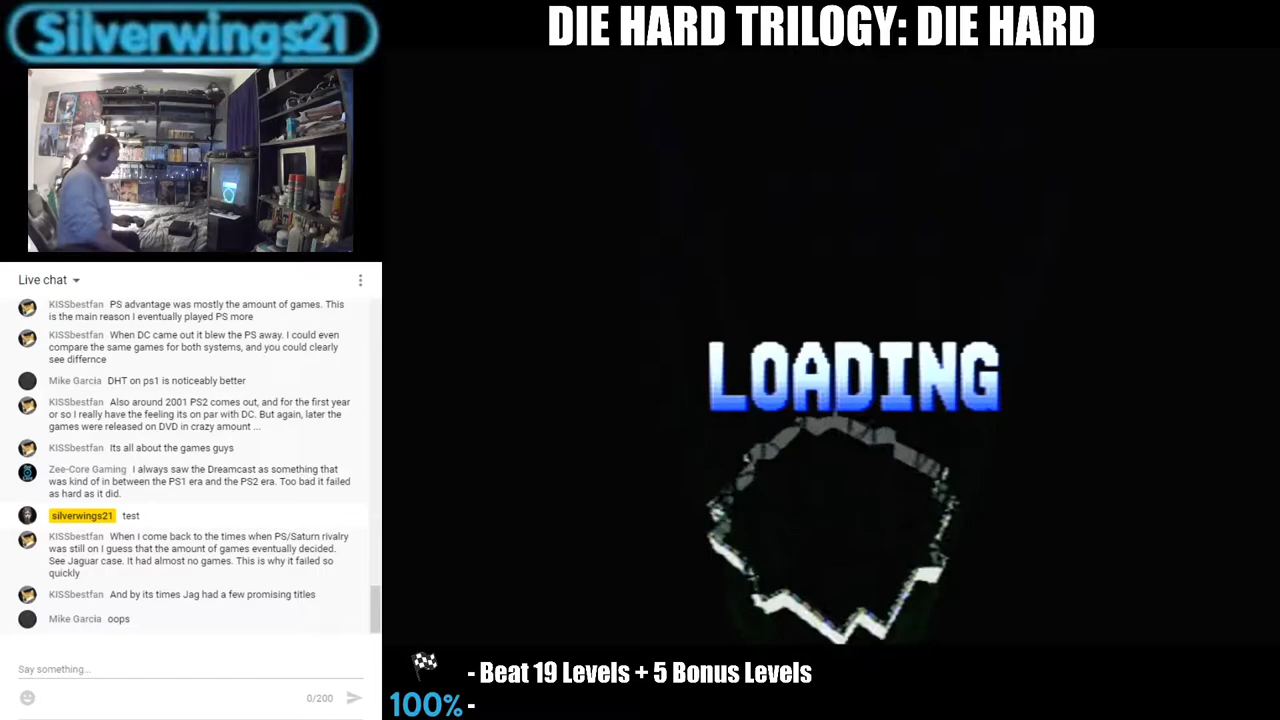 Silverwings21
DIE HARD TRILOGY: DIE HARD
Live chat
KISSbestfan PS advantage was mostly the amount of games. This
is the main reason I eventually played PS more
KISSbestfan When DC came out it blew the PS away. I could even
compare the same games for both systems, and you could clearly
see differnce
Mike Garcia DHT on ps1 is noticeably better
KISSbestfan Also around 2001 PS2 comes out, and for the first year
or so I really have the feeling its on par with DC. But again, later the
games were released on DVD in crazy amount ...
KISSbestfan Its all about the games guys
Zee-Core Gaming I always saw the Dreamcast as something that
was kind of in between the PS1 era and the PS2 era. Too bad it failed
as hard as it did.
silverwings21 test
KISSbestfan When I come back to the times when PS/Saturn rivalry
was still on I guess that the amount of games eventually decided.
See Jaguar case. It had almost no games. This is why it failed so
quickly
KISSbestfan And by its times Jag had a few promising titles
Mike Garcia oops
Say something...
0/200
LOADING
- Beat 19 Levels + 5 Bonus Levels
100% -